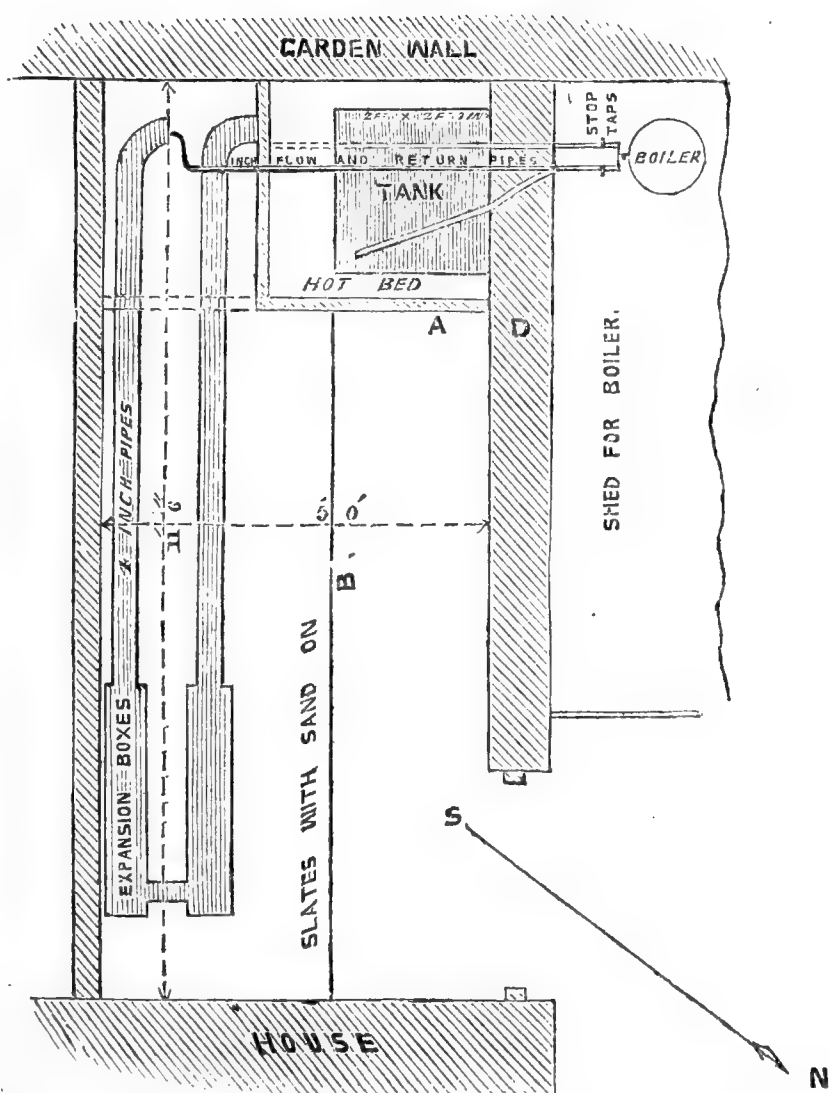 GARDEN WALL
STOP
TAPS
INCH FLOW AND RETURN PIPES
BOILER
TANK
HOT BED
A
D
SHED FOR BOILER.
4 INCH PIPES
11 6
5' 0"
B
EXPANSION BOXES
SLATES WITH SAND ON
S
HOUSE
N